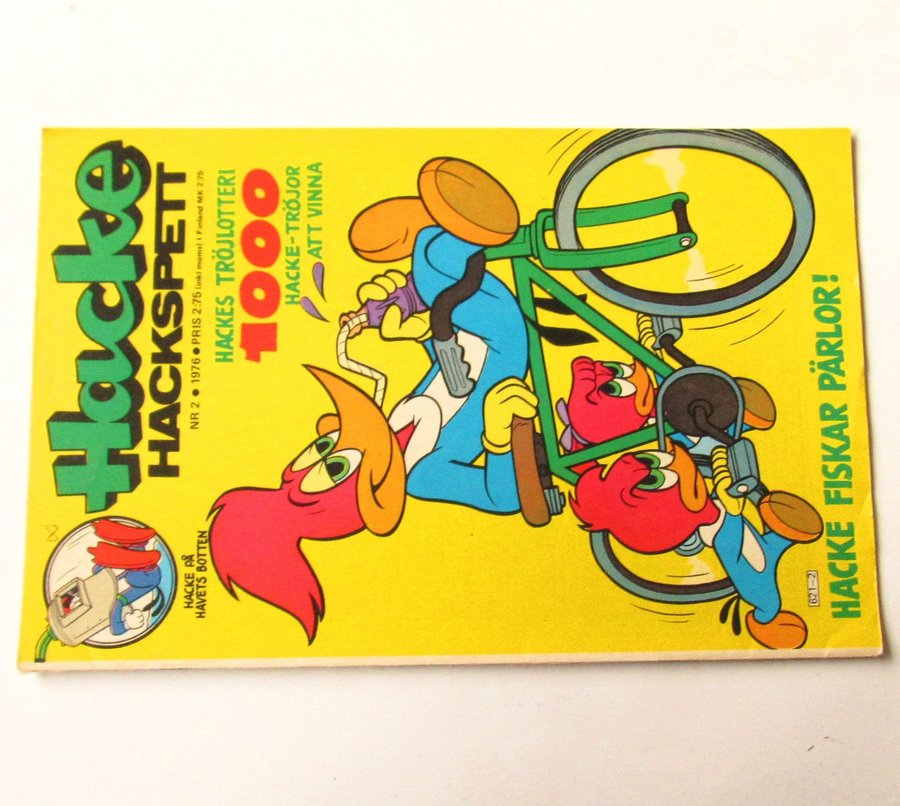 Hacke
HACKSPETT
NR 2 ● 1976 ● PRIS 2:75 (inkl moms) I Finland MK 2:75
HACKE PÅ
HAVETS BOTTEN
HACKES TRÖJLOTTERI
1000
HACKE-TRÖJOR
ATT VINNA
621-2
HACKE FISKAR PÄRLOR!
8